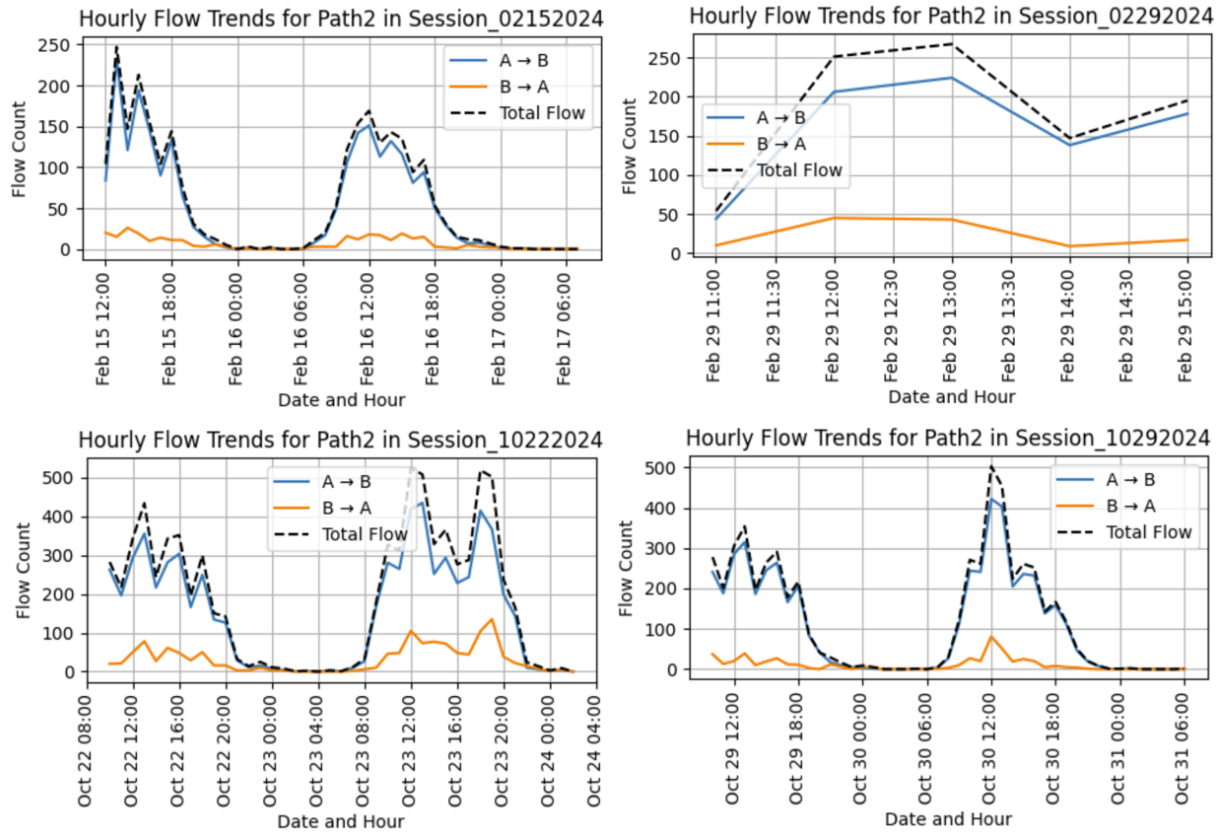 Hourly Flow Trends for Path2 in Session_02152024
250
200
150
100
50
0
Flow Count
A → B
B → A
Total Flow
Feb 15 12:00
Feb 15 18:00
Feb 16 00:00
Feb 16 06:00
Feb 16 12:00
Feb 16 18:00
Feb 17 00:00
Feb 17 06:00
Date and Hour
Hourly Flow Trends for Path2 in Session_02292024
250
200
150
100
50
0
Flow Count
A → B
B → A
Total Flow
Feb 29 11:00
Feb 29 11:30
Feb 29 12:00
Feb 29 12:30
Feb 29 13:00
Feb 29 13:30
Feb 29 14:00
Feb 29 14:30
Feb 29 15:00
Date and Hour
Hourly Flow Trends for Path2 in Session_10222024
500
400
300
200
100
0
Flow Count
A → B
B → A
Total Flow
Oct 22 08:00
Oct 22 12:00
Oct 22 16:00
Oct 22 20:00
Oct 23 00:00
Oct 23 04:00
Oct 23 08:00
Oct 23 12:00
Oct 23 16:00
Oct 23 20:00
Oct 24 00:00
Oct 24 04:00
Date and Hour
Hourly Flow Trends for Path2 in Session_10292024
500
400
300
200
100
0
Flow Count
A → B
B → A
Total Flow
Oct 29 12:00
Oct 29 18:00
Oct 30 00:00
Oct 30 06:00
Oct 30 12:00
Oct 30 18:00
Oct 31 00:00
Oct 31 06:00
Date and Hour